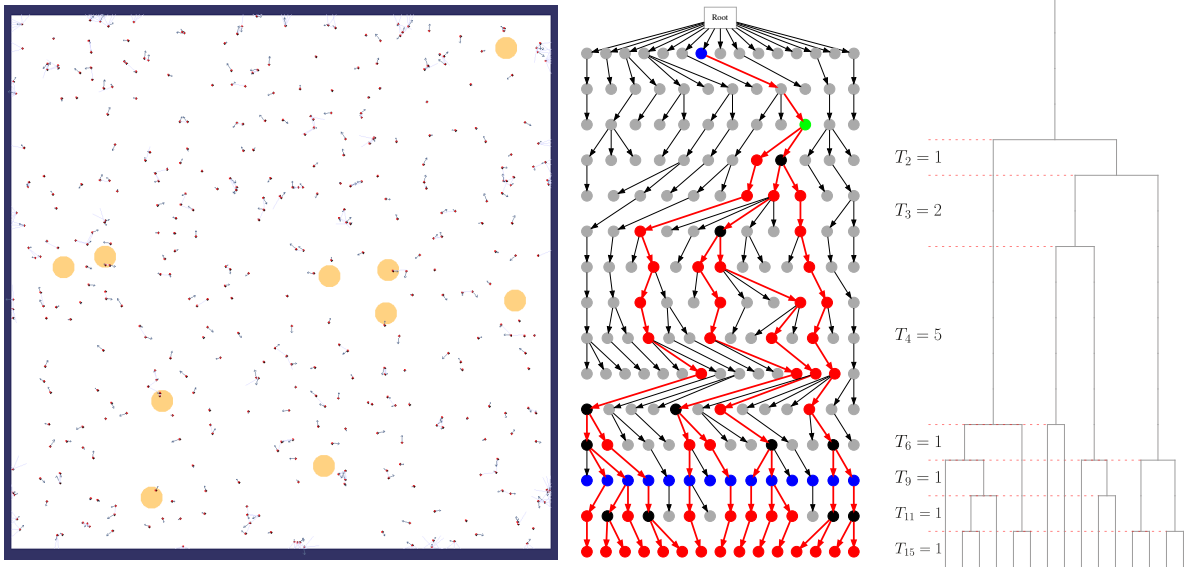 Root
T₂ = 1
T₃ = 2
T₄ = 5
T₆ = 1
T₉ = 1
T₁₁ = 1
T₁₅ = 1